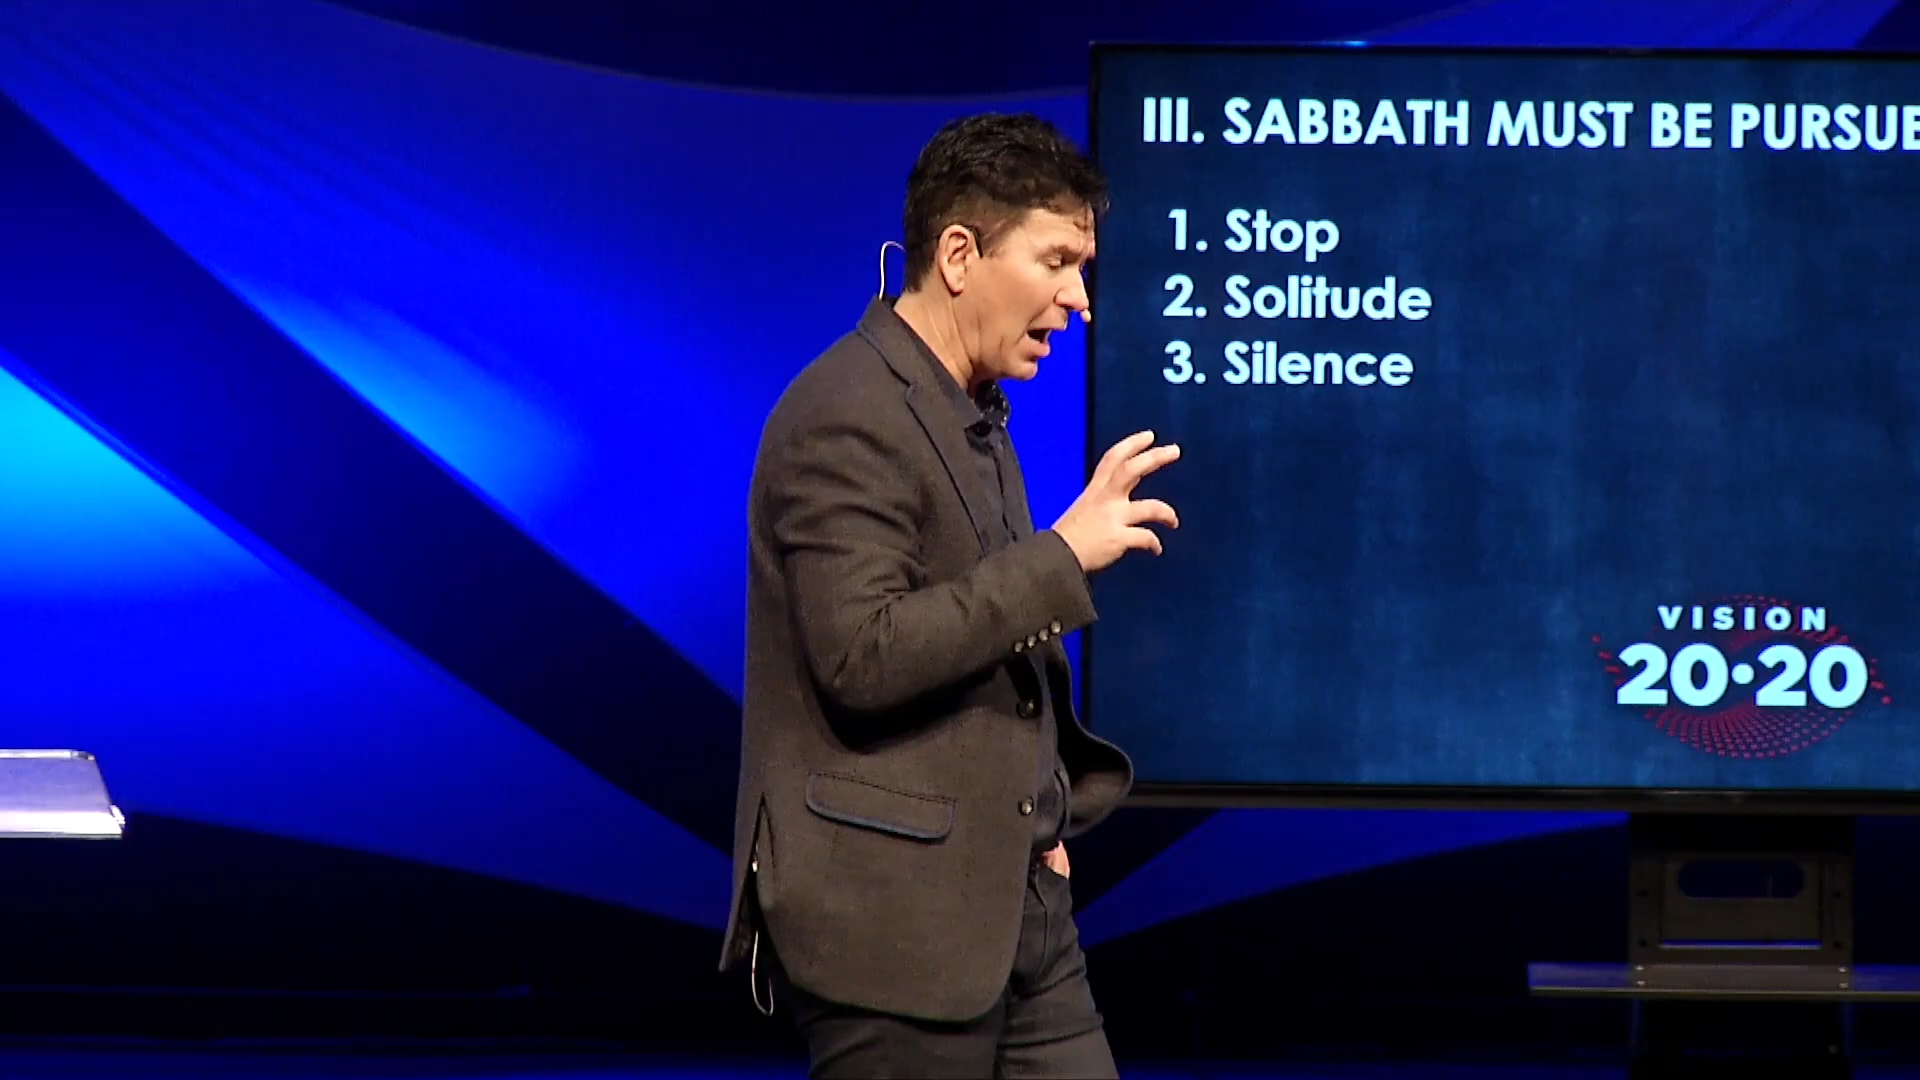 III. SABBATH MUST BE PURSUE
1. Stop
2. Solitude
3. Silence
VISION
20•20